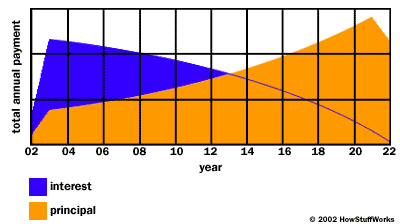 total annual payment
02 04 06 08 10 12 14 16 18 20 22
year
interest
principal
© 2002 HowStuffWorks